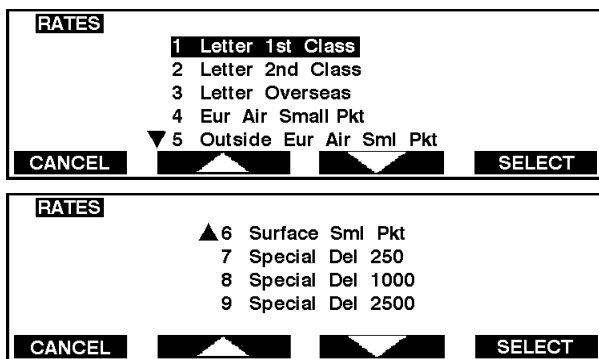 RATES
1 Letter 1st Class
2 Letter 2nd Class
3 Letter Overseas
4 Eur Air Small Pkt
5 Outside Eur Air Sml Pkt
CANCEL SELECT
RATES
6 Surface Sml Pkt
7 Special Del 250
8 Special Del 1000
9 Special Del 2500
CANCEL SELECT